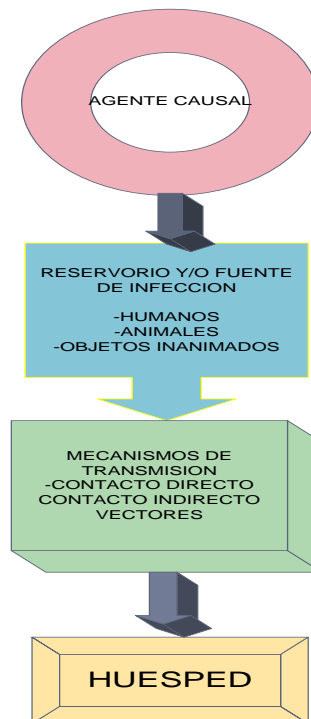 AGENTE CAUSAL
RESERVORIO Y/O FUENTE
DE INFECCION
-HUMANOS
-ANIMALES
-OBJETOS INANIMADOS
MECANISMOS DE
TRANSMISION
-CONTACTO DIRECTO
CONTACTO INDIRECTO
VECTORES
HUESPED